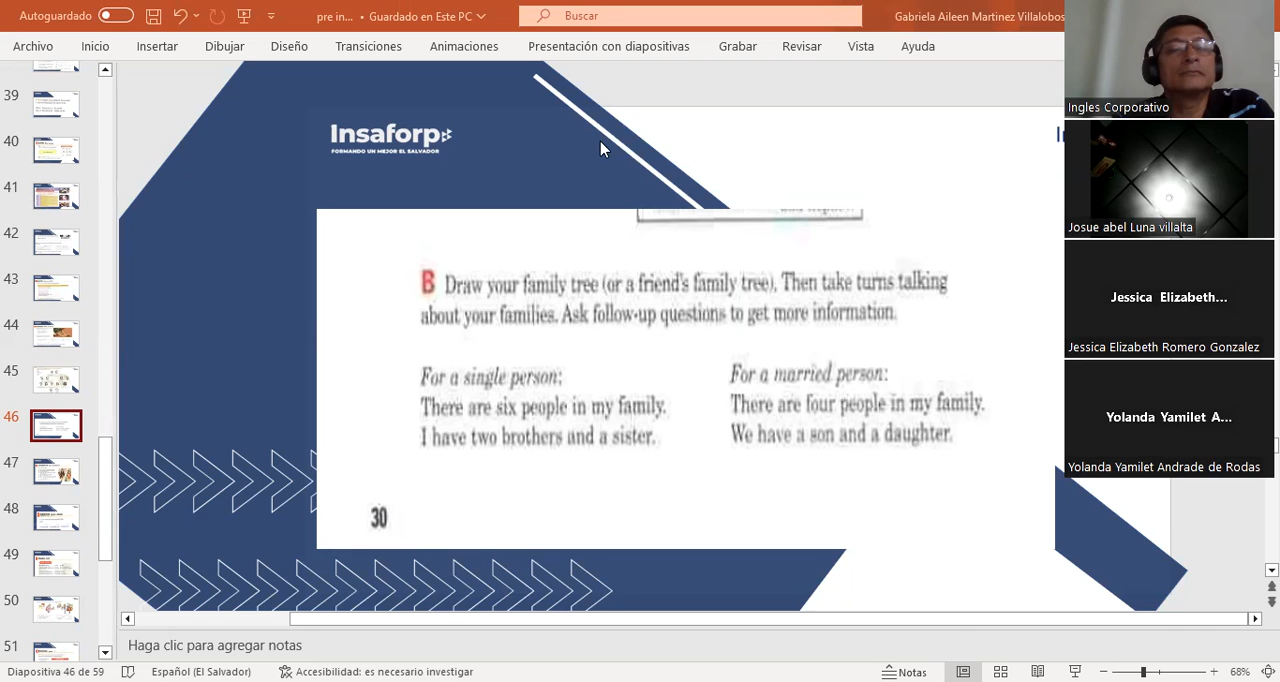 Autoguardado
pre in... • Guardado en Este PC
Buscar
Gabriela Aileen Martinez Villalobos
Archivo Inicio Insertar Dibujar Diseño Transiciones Animaciones Presentación con diapositivas Grabar Revisar Vista Ayuda
Ingles Corporativo
Josue abel Luna villalta
Jessica Elizabeth...
Jessica Elizabeth Romero Gonzalez
Yolanda Yamilet A...
Yolanda Yamilet Andrade de Rodas
39
40
41
42
43
44
45
46
47
48
49
50
51
Insaforp
FORMANDO UN MEJOR EL SALVADOR
In
B Draw your family tree (or a friend's family tree). Then take turns talking
about your families. Ask follow-up questions to get more information.
For a single person:
There are six people in my family.
I have two brothers and a sister.
For a married person:
There are four people in my family.
We have a son and a daughter.
30
Haga clic para agregar notas
Diapositiva 46 de 59 Español (El Salvador) Accesibilidad: es necesario investigar Notas 68%